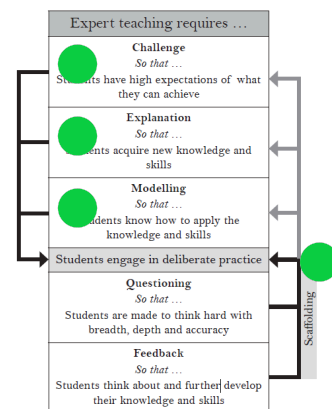 Expert teaching requires …
Challenge
So that …
Students have high expectations of what
they can achieve
Explanation
So that …
Students acquire new knowledge and
skills
Modelling
So that …
Students know how to apply the
knowledge and skills
Students engage in deliberate practice
Questioning
So that …
Students are made to think hard with
breadth, depth and accuracy
Feedback
So that …
Students think about and further develop
their knowledge and skills
Scaffolding